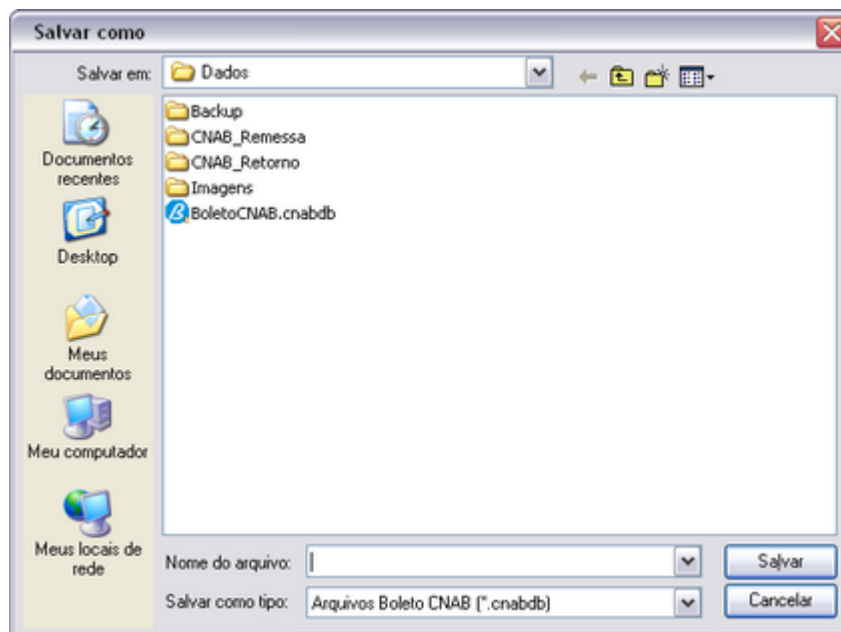 Salvar como
Salvar em:
Dados
Documentos
recentes
Desktop
Meus
documentos
Meu computador
Meus locais de
rede
Backup
CNAB_Remessa
CNAB_Retorno
Imagens
BoletoCNAB.cnabdb
Nome do arquivo:
Salvar
Salvar como tipo:
Arquivos Boleto CNAB (*.cnabdb)
Cancelar